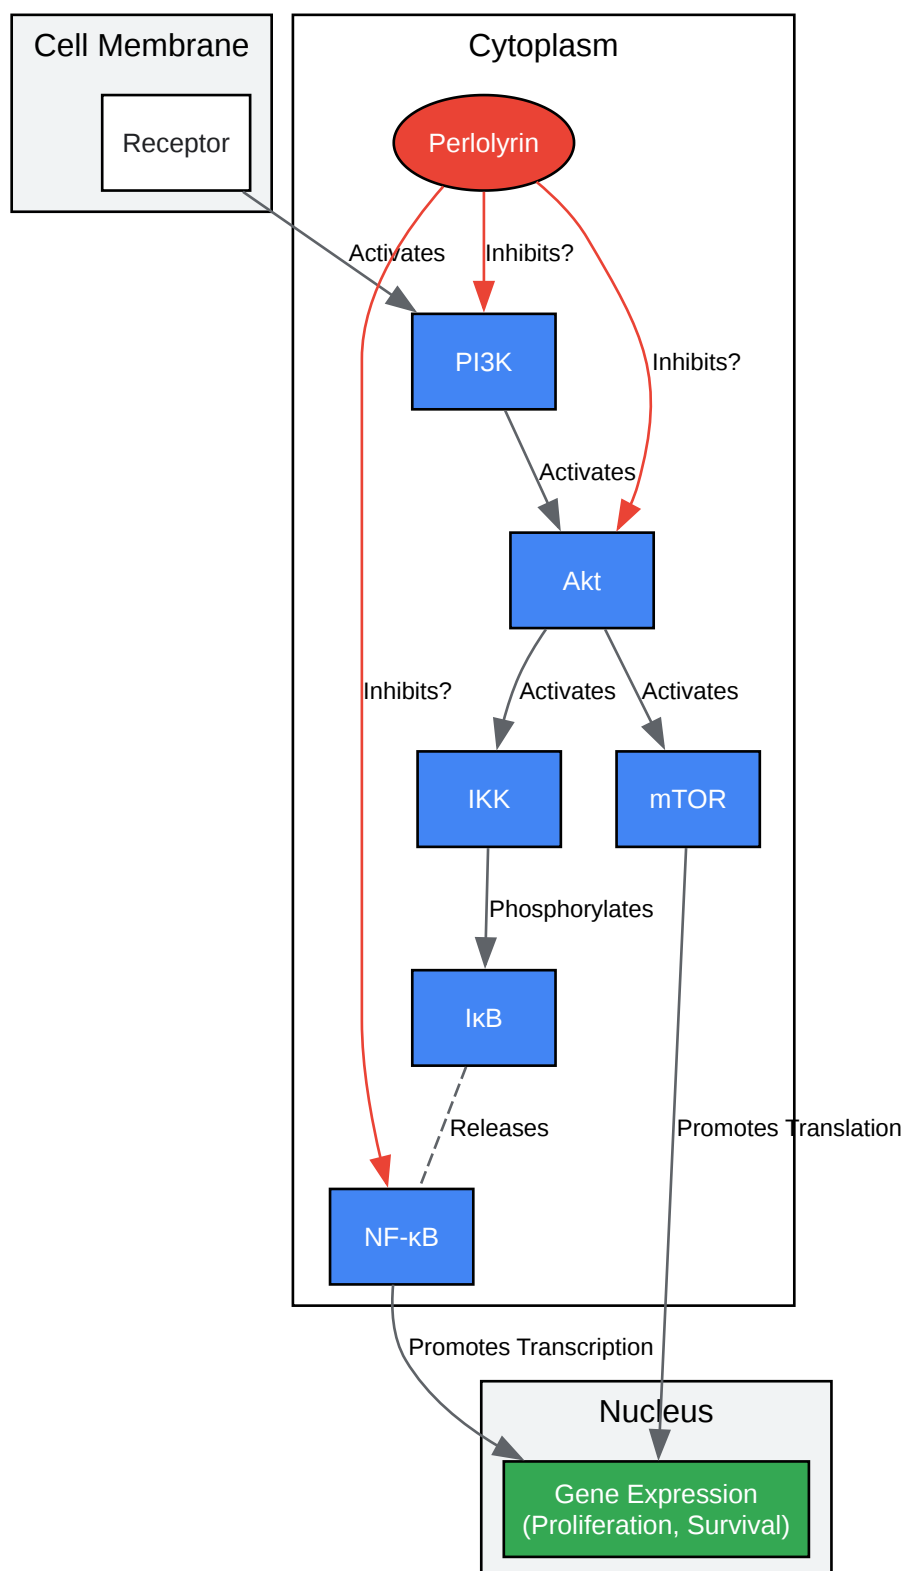 Cell Membrane
Cytoplasm
Receptor
Perlolyrin
Activates
Inhibits?
PI3K
Inhibits?
Activates
Akt
Inhibits?
Activates
Activates
IKK
mTOR
Phosphorylates
IκB
Releases
Promotes Translation
NF-κB
Promotes Transcription
Nucleus
Gene Expression
(Proliferation, Survival)